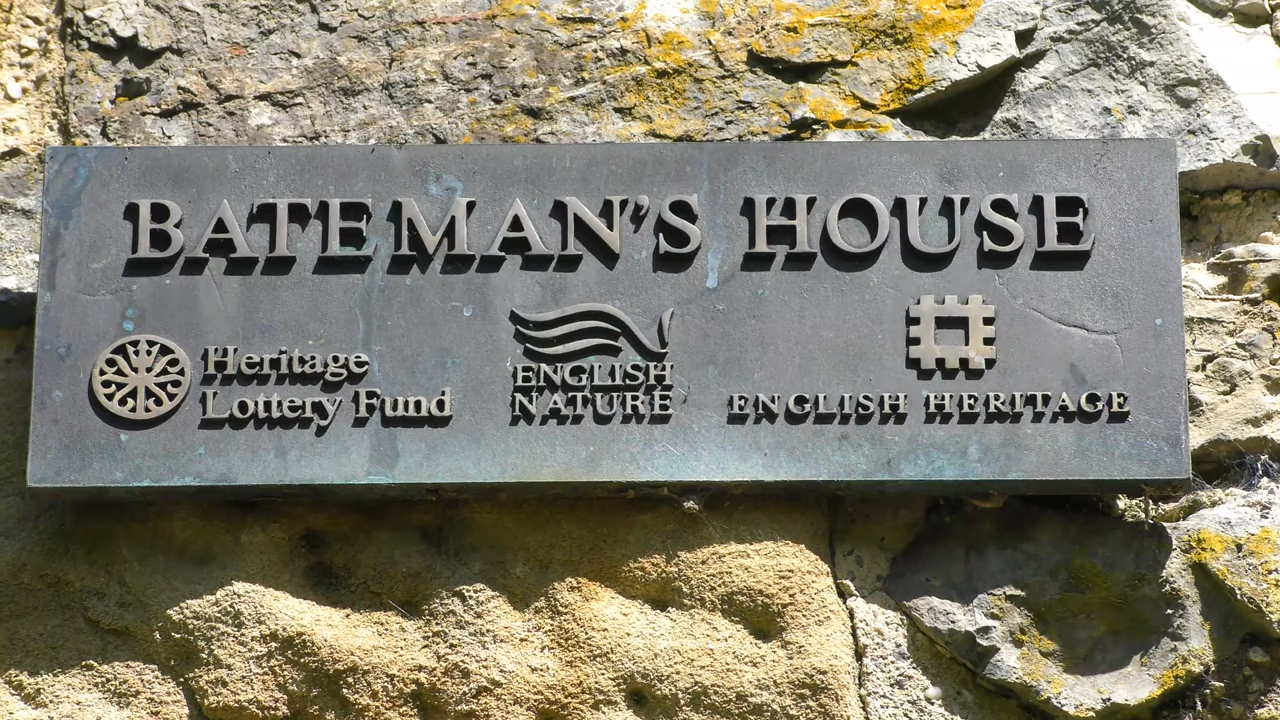 BATEMAN'S HOUSE
Heritage
Lottery Fund
ENGLISH
NATURE
ENGLISH HERITAGE